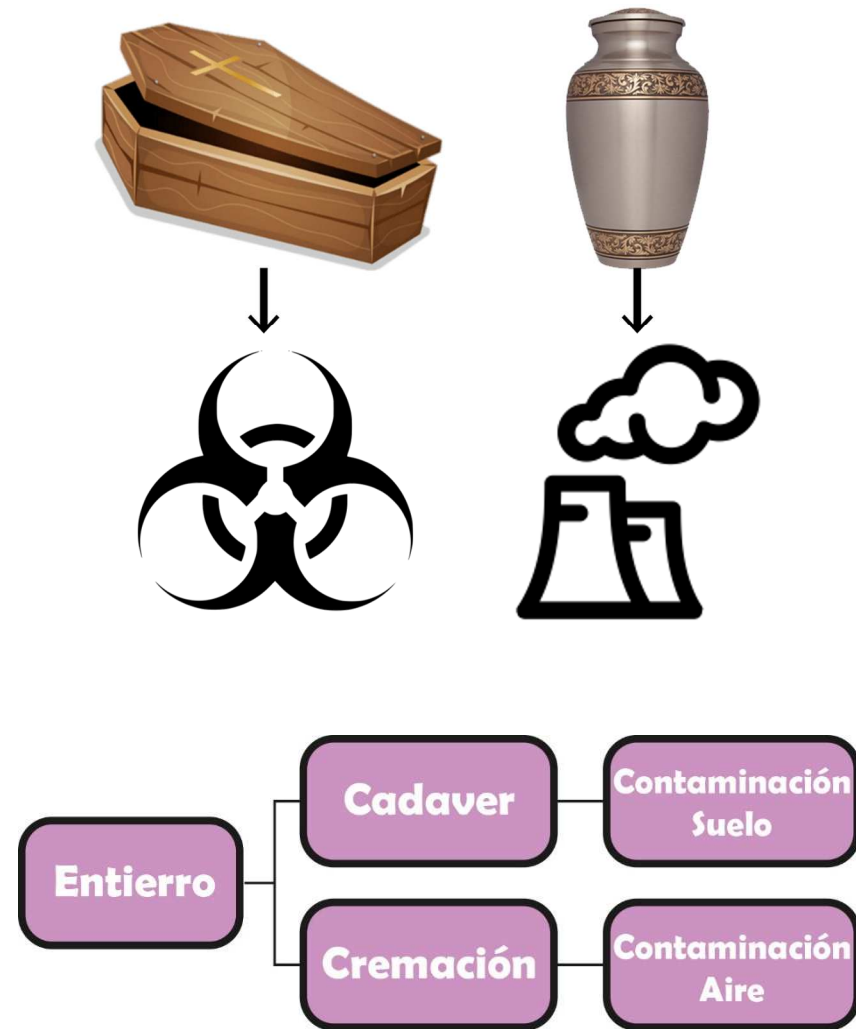 Entierro
Cadaver
Contaminación
Suelo
Cremación
Contaminación
Aire